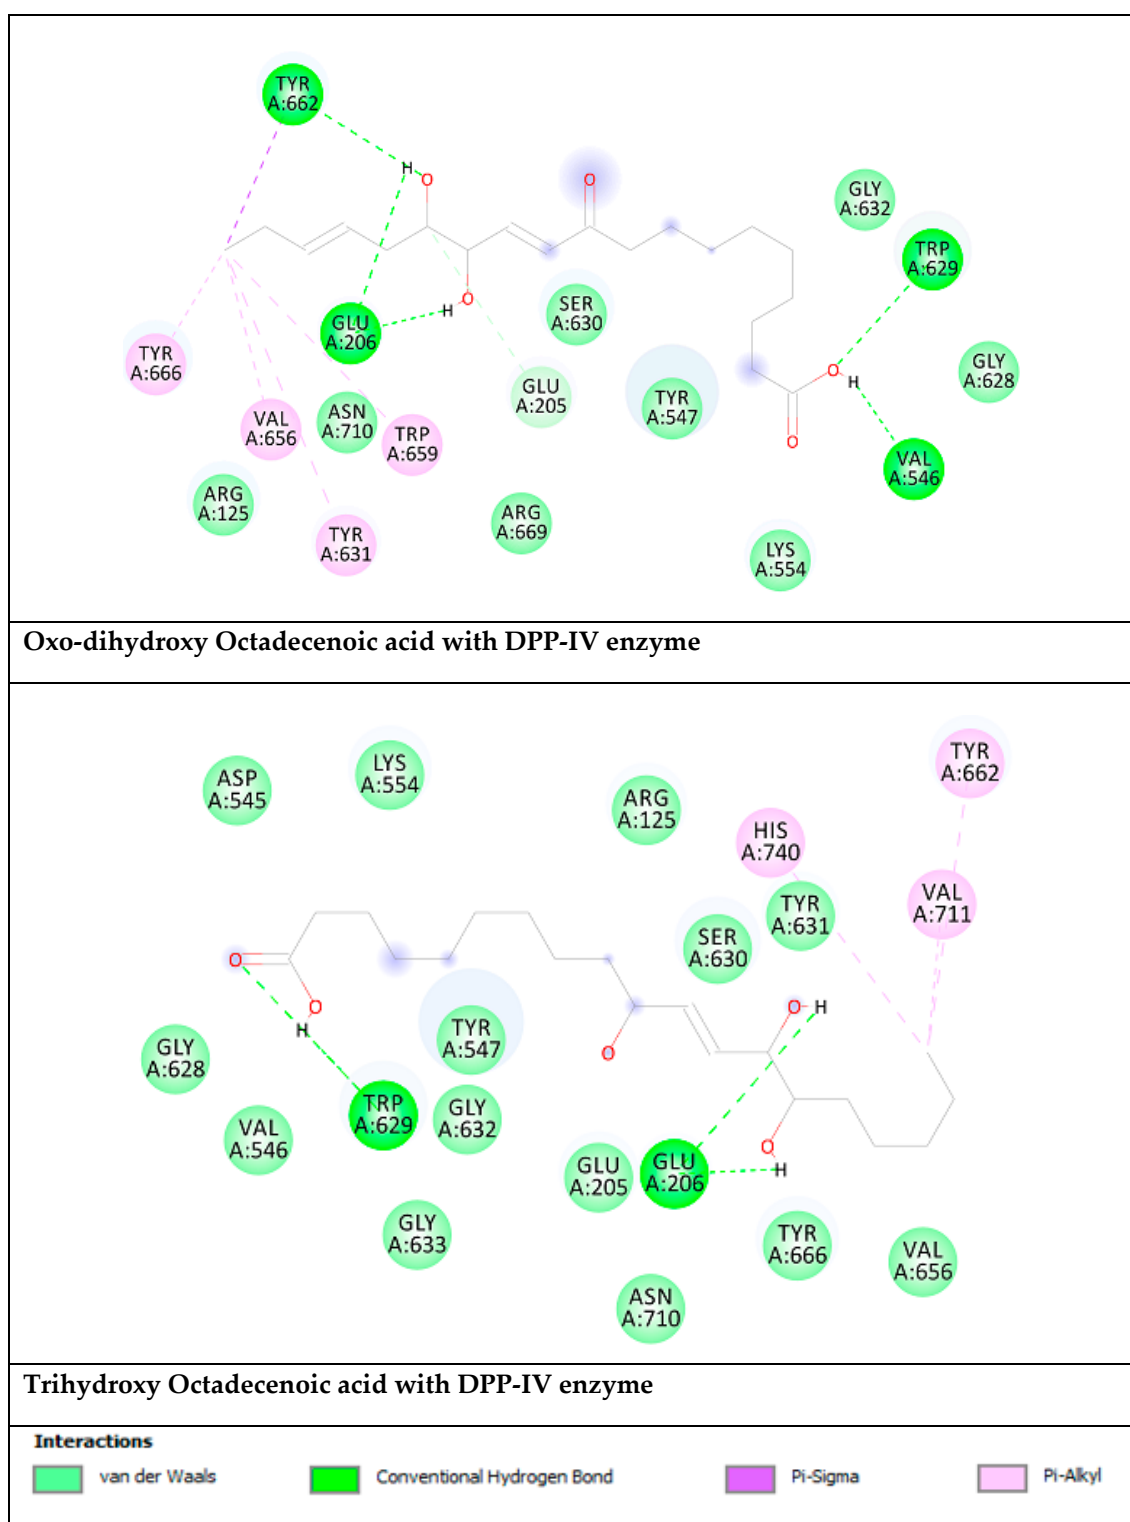 TYR
A:662
H
O
O
GLY
A:632
TRP
A:629
O
H
SER
A:630
GLU
A:206
TYR
A:666
GLU
A:205
TYR
A:547
GLY
A:628
O
H
VAL
A:656
ASN
A:710
TRP
A:659
O
VAL
A:546
ARG
A:125
ARG
A:669
TYR
A:631
LYS
A:554
Oxo-dihydroxy Octadecenoic acid with DPP-IV enzyme
TYR
A:662
LYS
A:554
ASP
A:545
ARG
A:125
HIS
A:740
VAL
A:711
TYR
A:631
SER
A:630
O
O
H
O H
TYR
A:547
O
GLY
A:628
TRP
A:629
GLY
A:632
VAL
A:546
O
H
GLU
A:205
GLU
A:206
GLY
A:633
TYR
A:666
VAL
A:656
ASN
A:710
Trihydroxy Octadecenoic acid with DPP-IV enzyme
Interactions
van der Waals Conventional Hydrogen Bond Pi-Sigma Pi-Alkyl